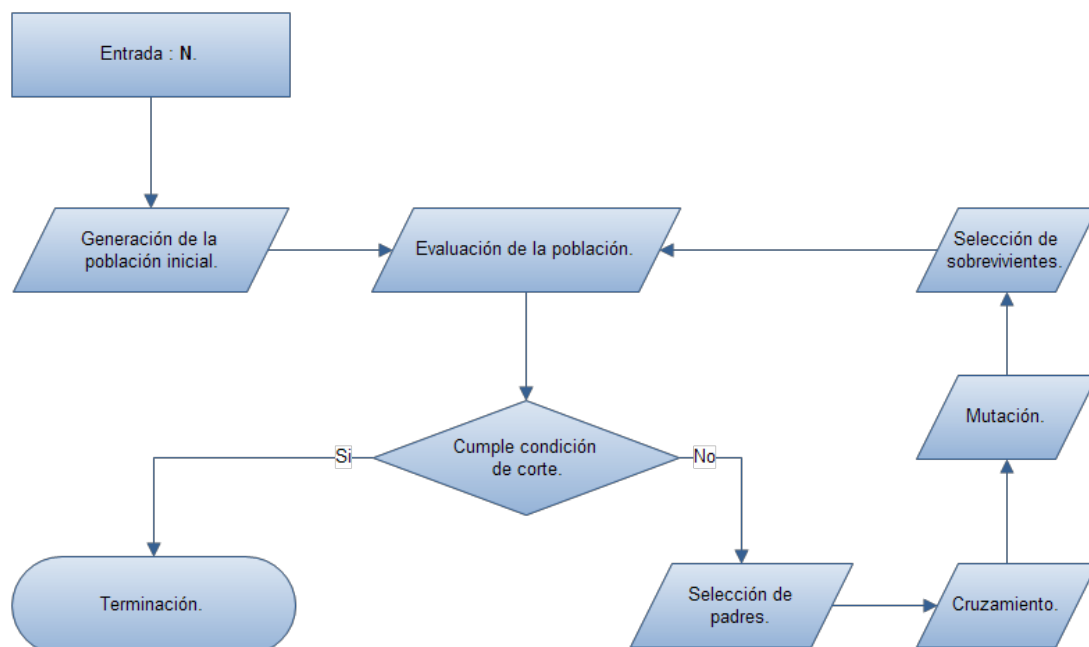 Entrada : N.
Generación de la
población inicial.
Evaluación de la población.
Selección de
sobrevivientes.
Mutación.
Cumple condición
de corte.
Si
No
Terminación.
Selección de
padres.
Cruzamiento.